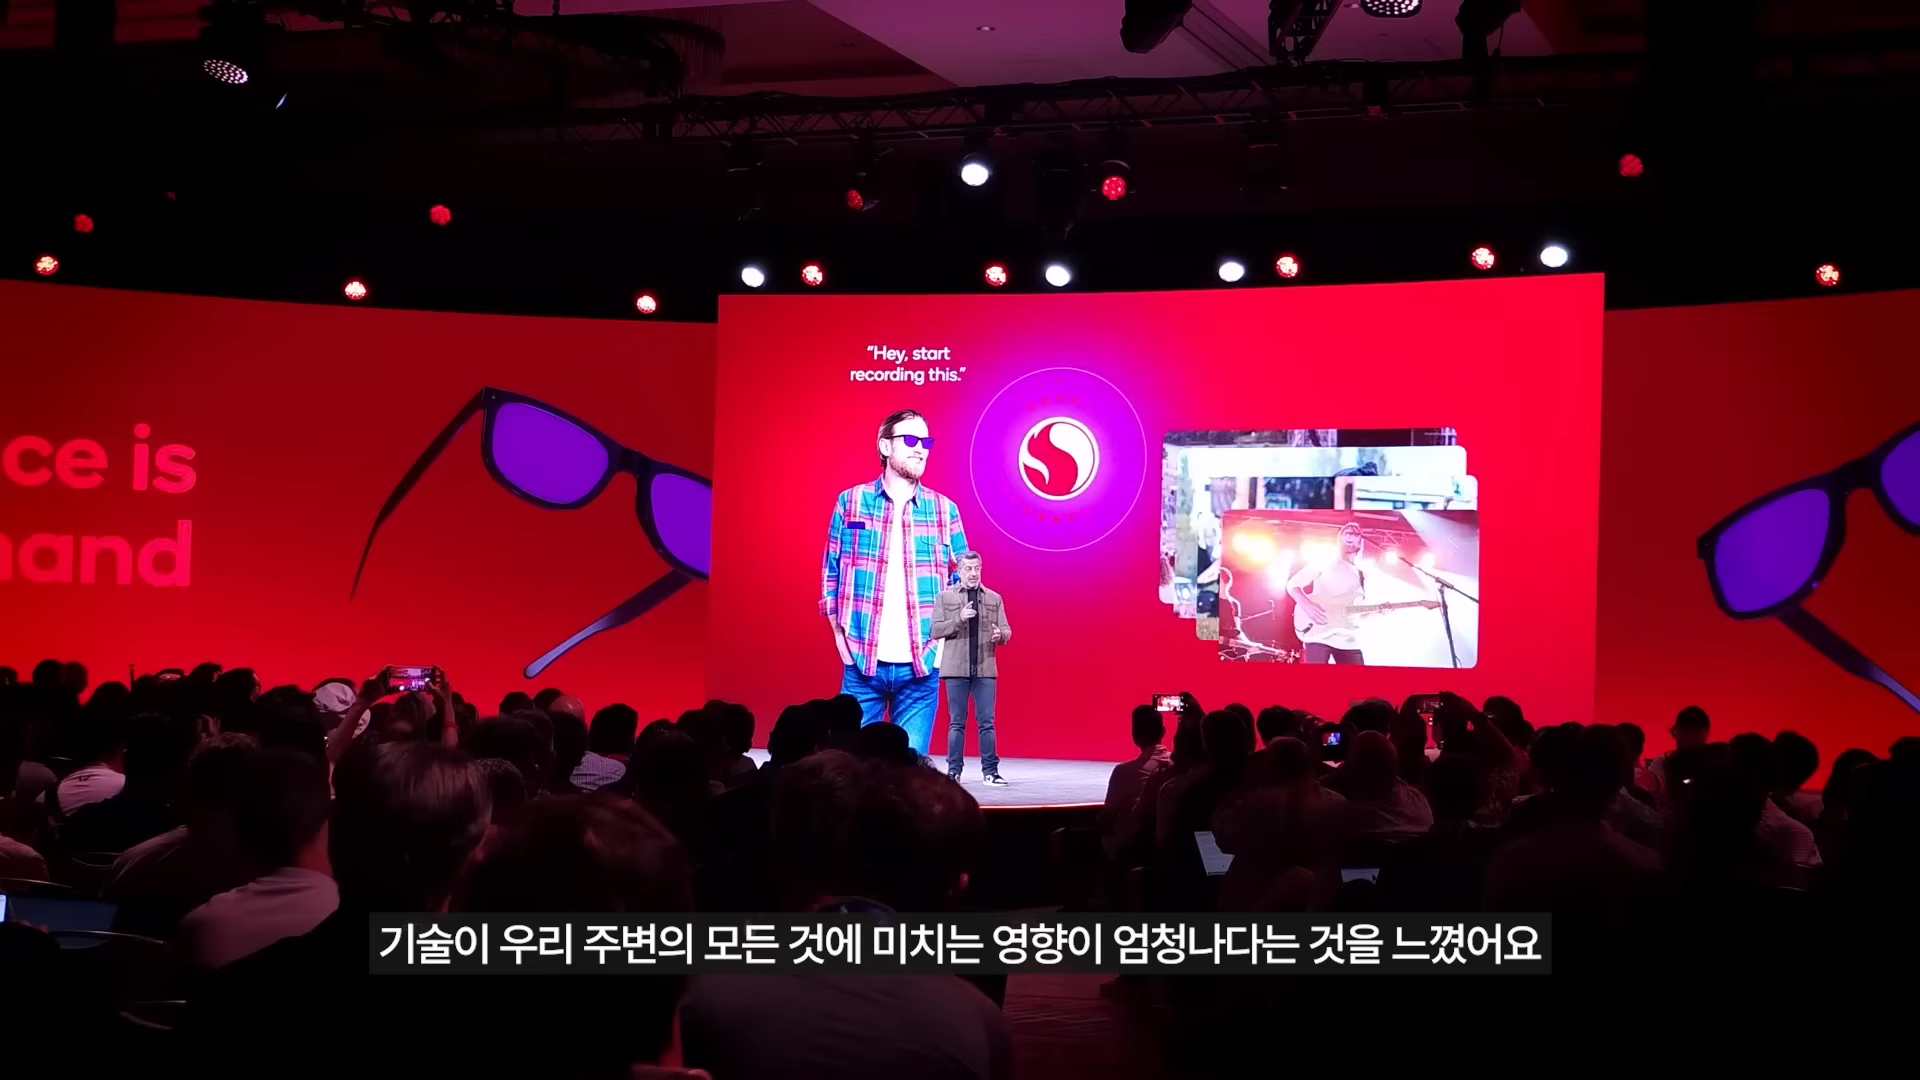 "Hey, start
recording this."
ce is
hand
기술이 우리 주변의 모든 것에 미치는 영향이 엄청나다는 것을 느꼈어요